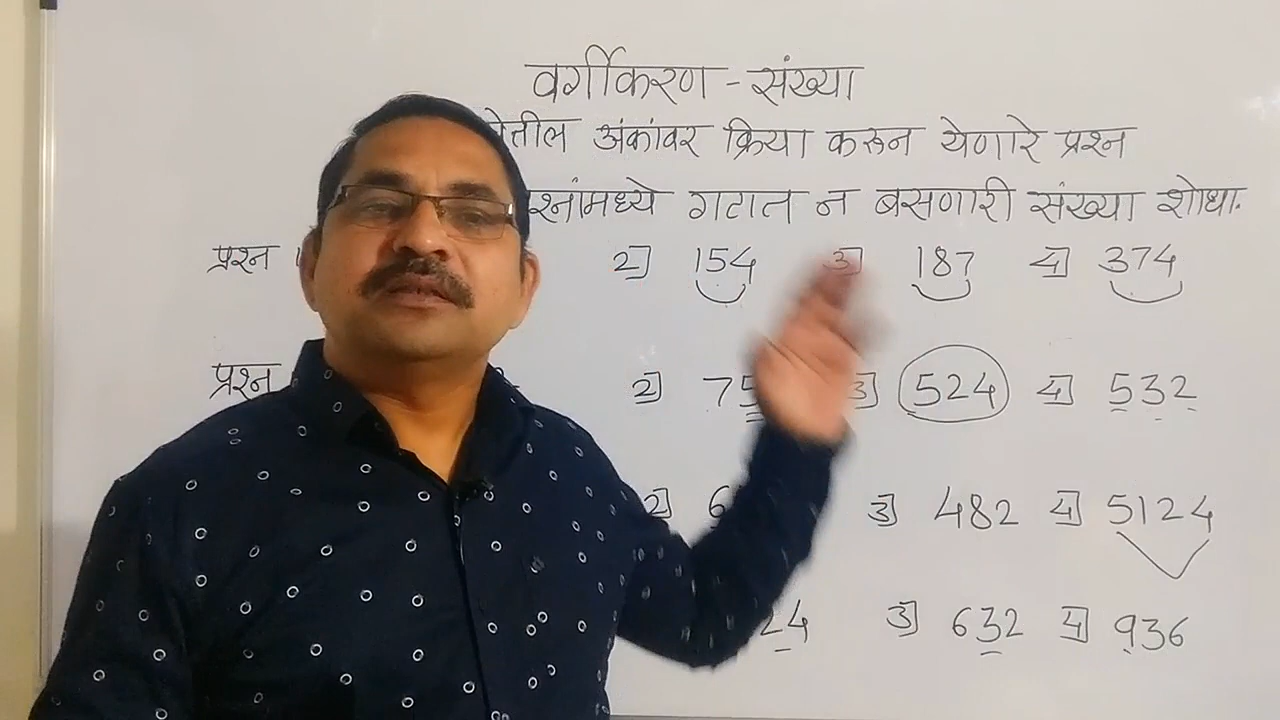 वर्गीकरण - संख्या
अंकांवर क्रिया करून येणारे प्रश्न
गटात न बसणारी संख्या शोधा.
प्रश्न 2] 154 3] 187 4] 374
प्रश्न 2] 3] 524 4] 532
2] 3] 482 4] 5124
3] 632 4] 936